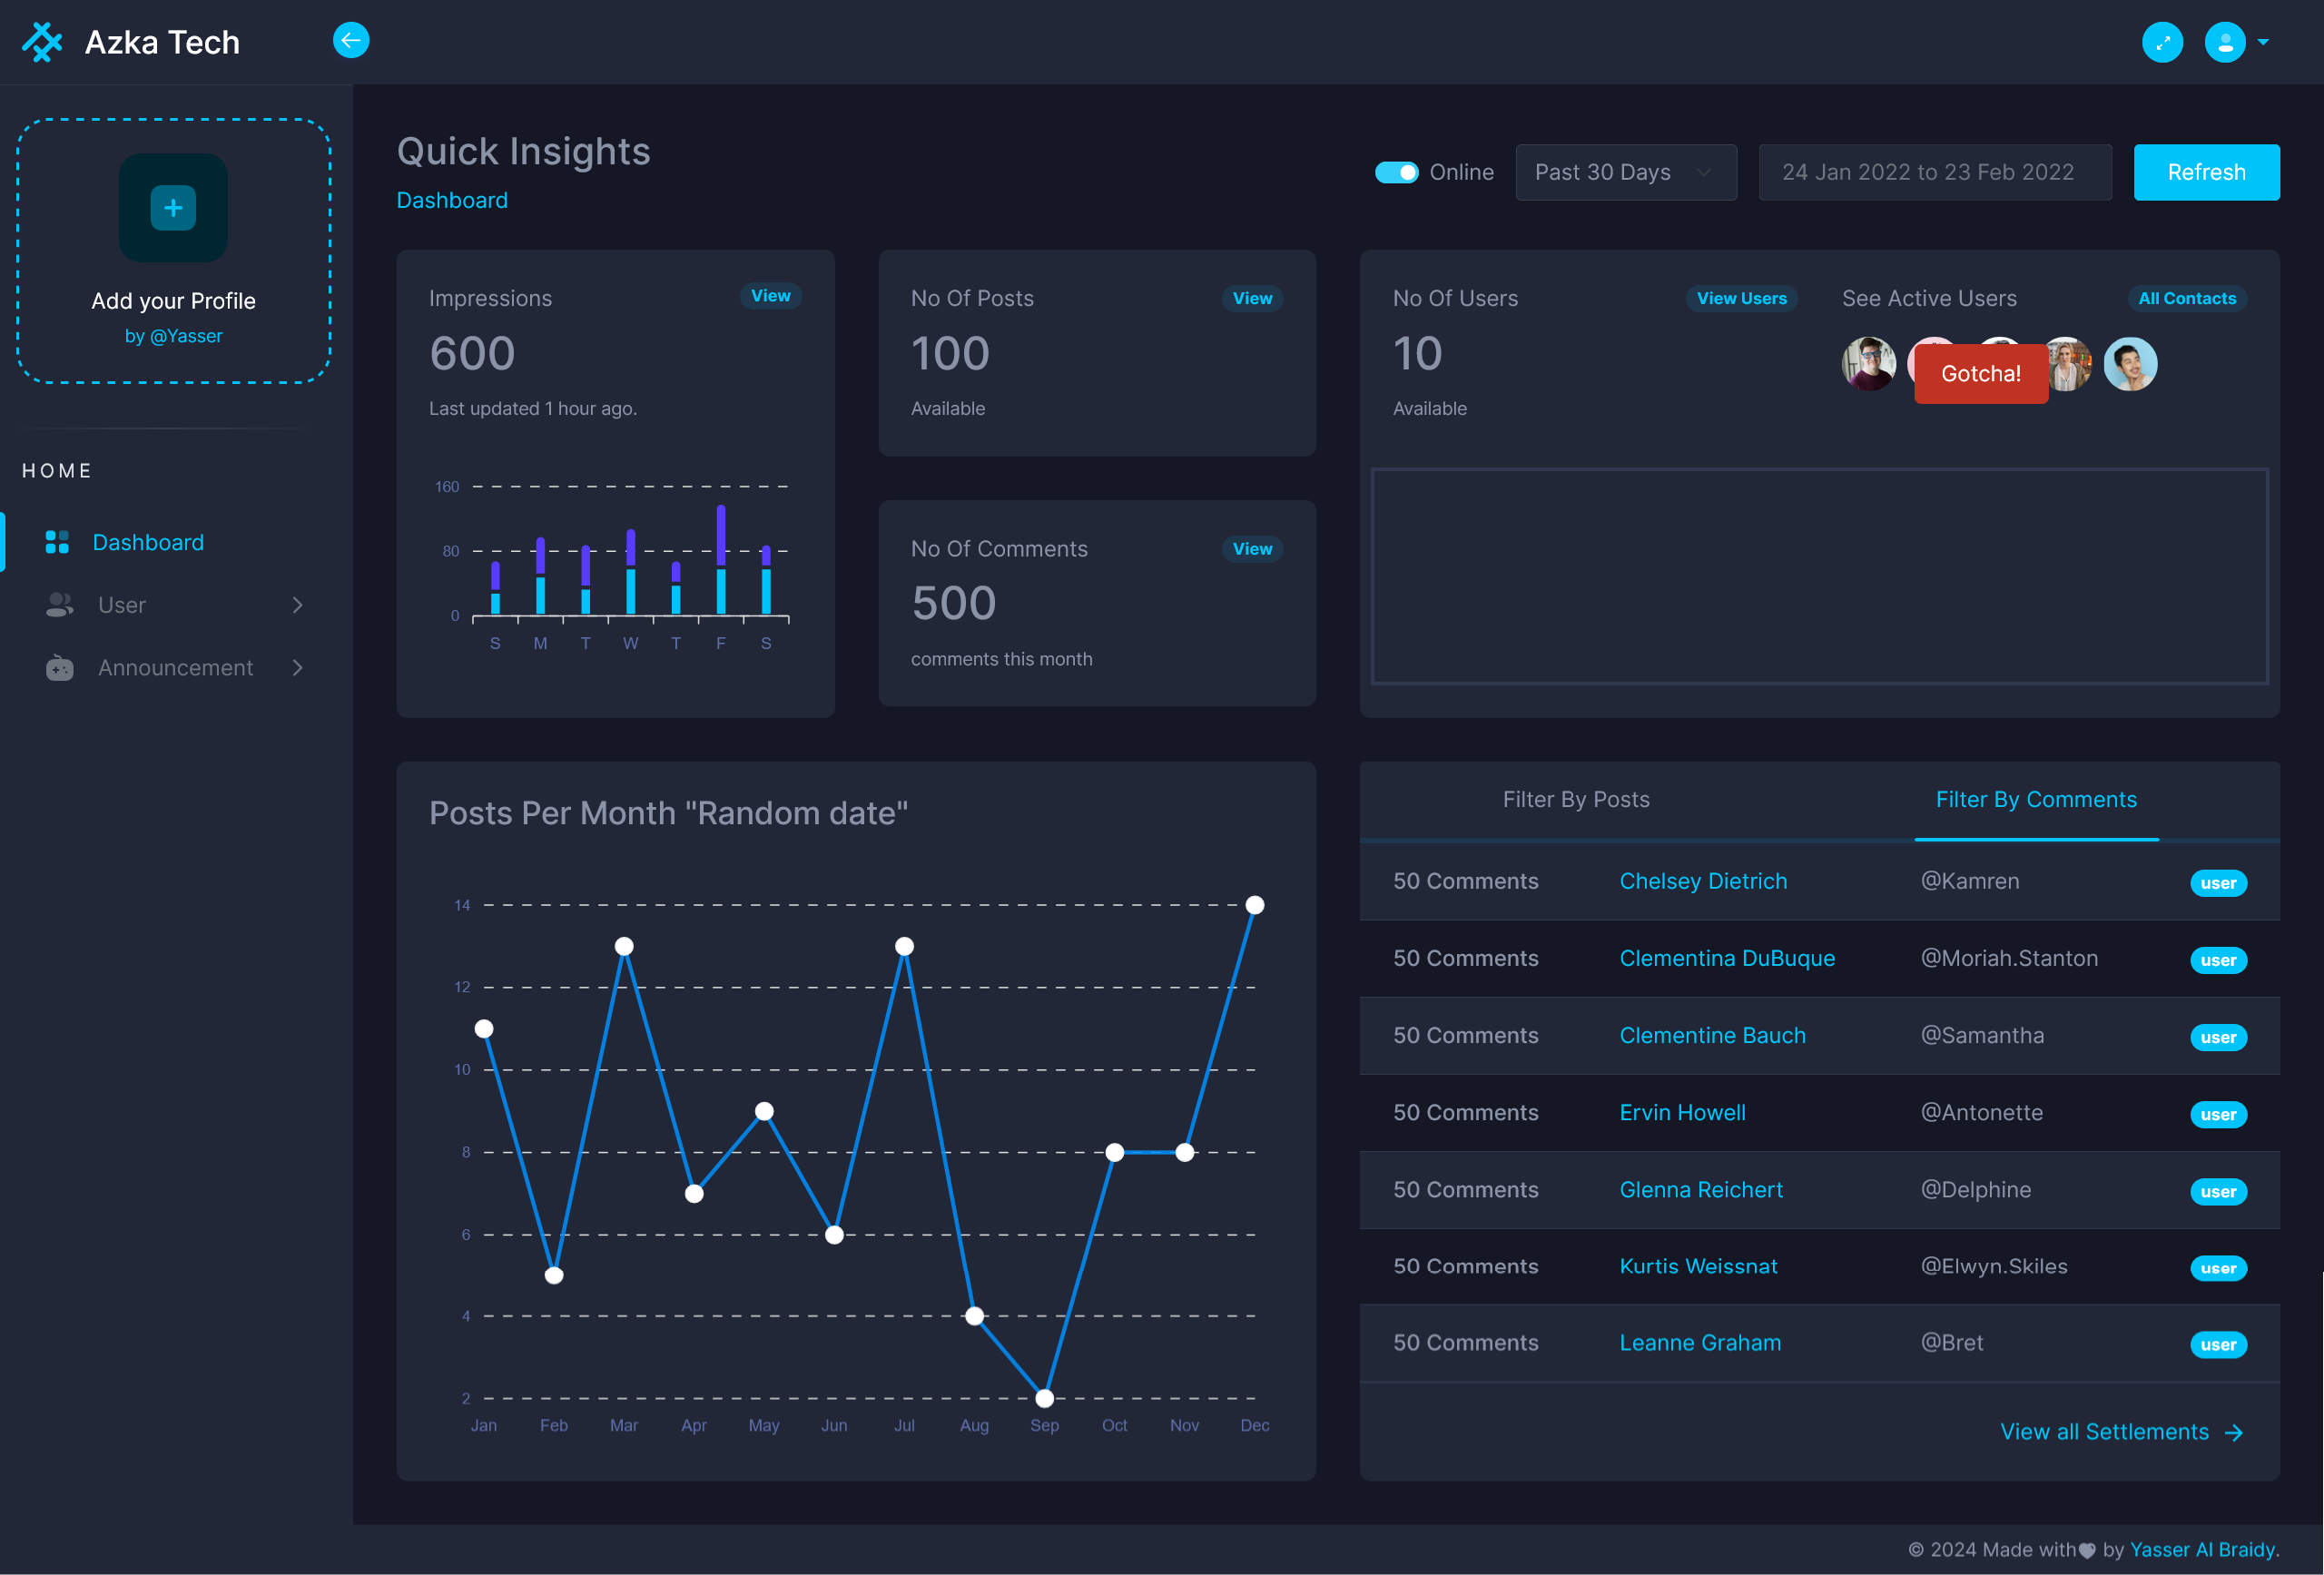 Azka Tech
Add your Profile
by @Yasser
HOME
Dashboard
User
Announcement
Quick Insights
Dashboard
Online
Past 30 Days
24 Jan 2022 to 23 Feb 2022
Refresh
Impressions
View
600
Last updated 1 hour ago.
160
80
0
S M T W T F S
No Of Posts
View
100
Available
No Of Comments
View
500
comments this month
No Of Users
View Users
10
Available
See Active Users
All Contacts
Gotcha!
Posts Per Month "Random date"
14
12
10
8
6
4
2
Jan Feb Mar Apr May Jun Jul Aug Sep Oct Nov Dec
Filter By Posts
Filter By Comments
50 Comments Chelsey Dietrich @Kamren user
50 Comments Clementina DuBuque @Moriah.Stanton user
50 Comments Clementine Bauch @Samantha user
50 Comments Ervin Howell @Antonette user
50 Comments Glenna Reichert @Delphine user
50 Comments Kurtis Weissnat @Elwyn.Skiles user
50 Comments Leanne Graham @Bret user
View all Settlements
© 2024 Made with by Yasser Al Braidy.